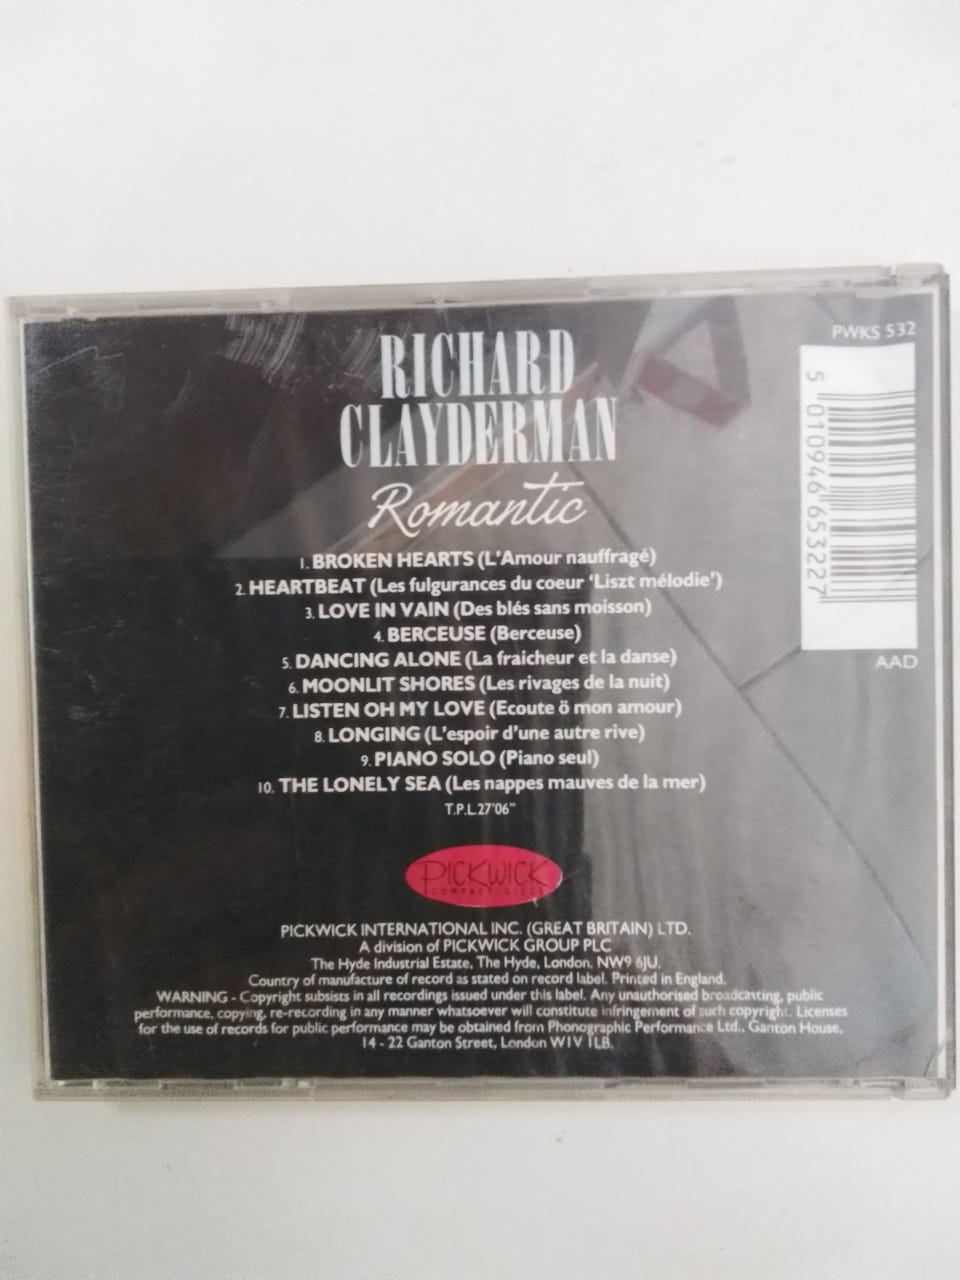 PWKS 532
5 010946 653227
AAD
RICHARD
CLAYDERMAN
Romantic
1. BROKEN HEARTS (L'Amour nauffragé)
2. HEARTBEAT (Les fulgurances du coeur 'Liszt mélodie')
3. LOVE IN VAIN (Des blés sans moisson)
4. BERCEUSE (Berceuse)
5. DANCING ALONE (La fraicheur et la danse)
6. MOONLIT SHORES (Les rivages de la nuit)
7. LISTEN OH MY LOVE (Ecoute ö mon amour)
8. LONGING (L'espoir d'une autre rive)
9. PIANO SOLO (Piano seul)
10. THE LONELY SEA (Les nappes mauves de la mer)
T.P.L.27'06"
PICKWICK
COMPACT DISCS
PICKWICK INTERNATIONAL INC. (GREAT BRITAIN) LTD.
A division of PICKWICK GROUP PLC
The Hyde Industrial Estate, The Hyde, London, NW9 6JU.
Country of manufacture of record as stated on record label. Printed in England.
WARNING - Copyright subsists in all recordings issued under this label. Any unauthorised broadcasting, public
performance, copying, re-recording in any manner whatsoever will constitute infringement of such copyright. Licenses
for the use of records for public performance may be obtained from Phonographic Performance Ltd., Ganton House,
14 - 22 Ganton Street, London W1V 1LB.